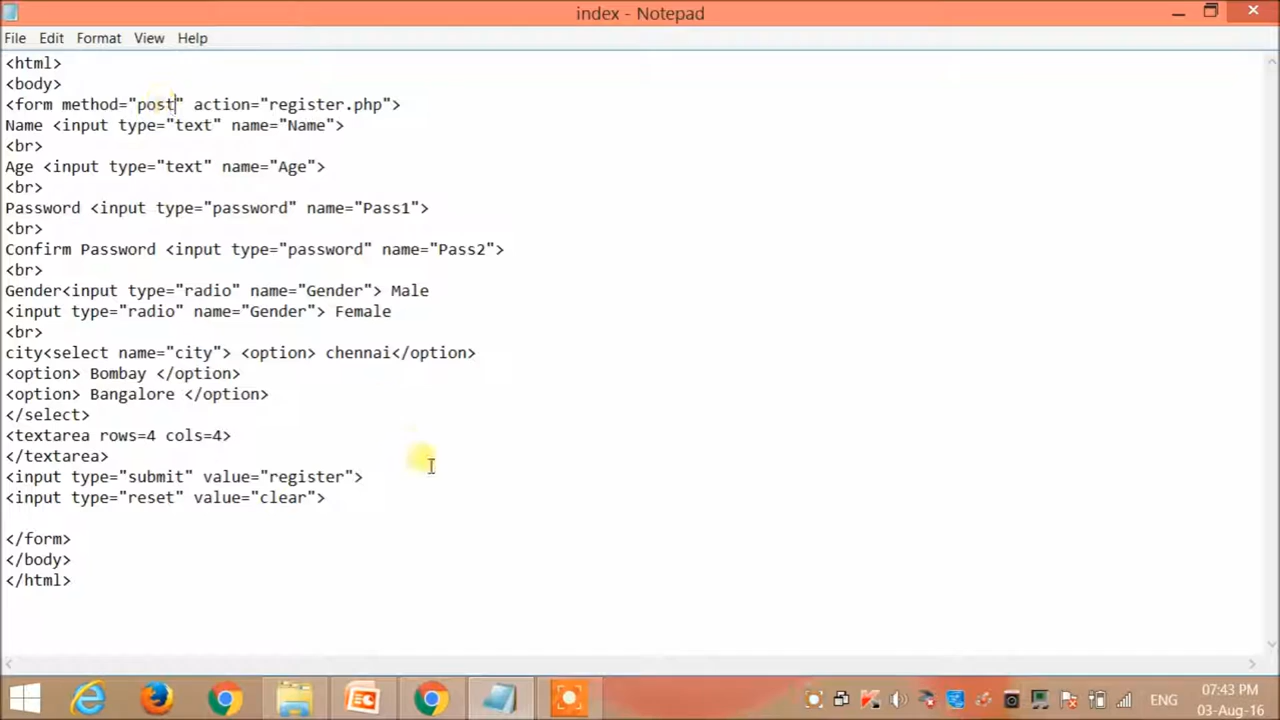 index - Notepad
File Edit Format View Help
<html>
<body>
<form method="post" action="register.php">
Name <input type="text" name="Name">
<br>
Age <input type="text" name="Age">
<br>
Password <input type="password" name="Pass1">
<br>
Confirm Password <input type="password" name="Pass2">
<br>
Gender<input type="radio" name="Gender"> Male
<input type="radio" name="Gender"> Female
<br>
city<select name="city"> <option> chennai</option>
<option> Bombay </option>
<option> Bangalore </option>
</select>
<textarea rows=4 cols=4>
</textarea>
<input type="submit" value="register">
<input type="reset" value="clear">
</form>
</body>
</html>
ENG
07:43 PM
03-Aug-16